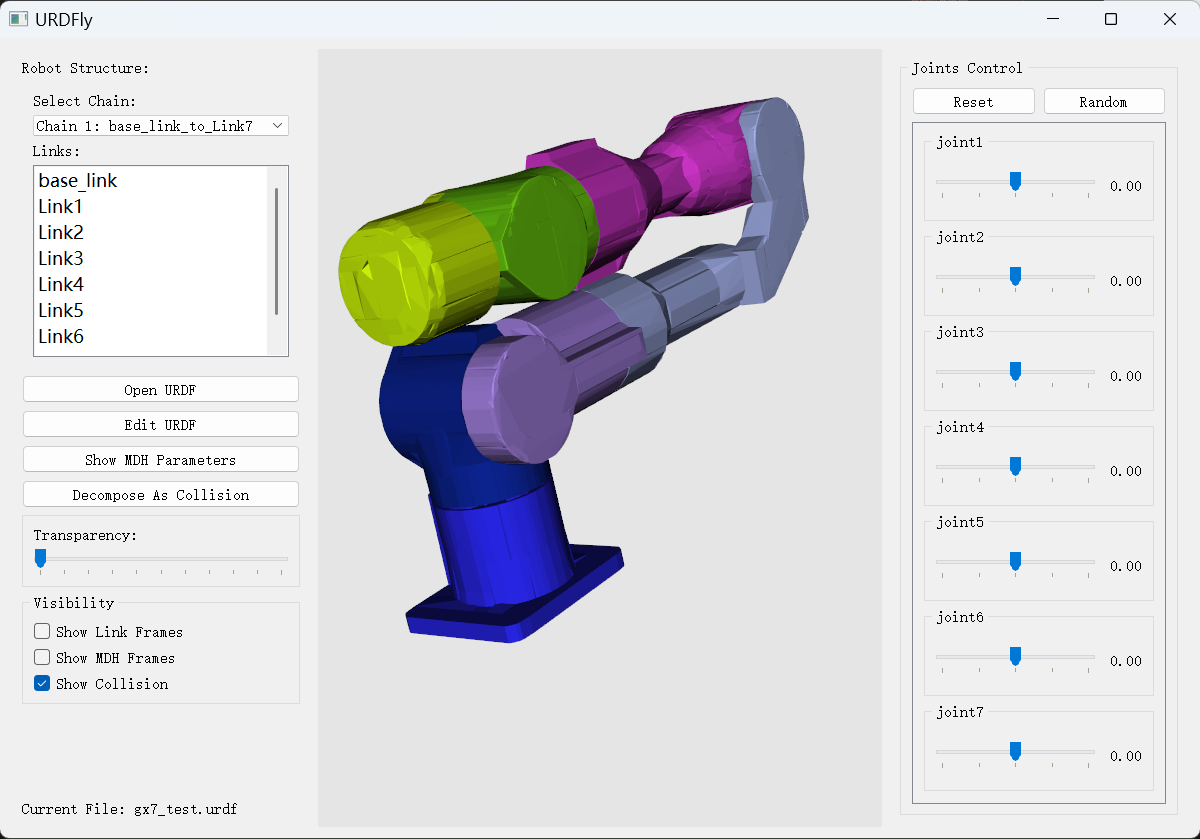 URDFly
Robot Structure:
Select Chain:
Chain 1: base_link_to_Link7
Links:
base_link
Link1
Link2
Link3
Link4
Link5
Link6
Open URDF
Edit URDF
Show MDH Parameters
Decompose As Collision
Transparency:
Visibility
Show Link Frames
Show MDH Frames
Show Collision
Current File: gx7_test.urdf
Joints Control
Reset Random
joint1
0.00
joint2
0.00
joint3
0.00
joint4
0.00
joint5
0.00
joint6
0.00
joint7
0.00